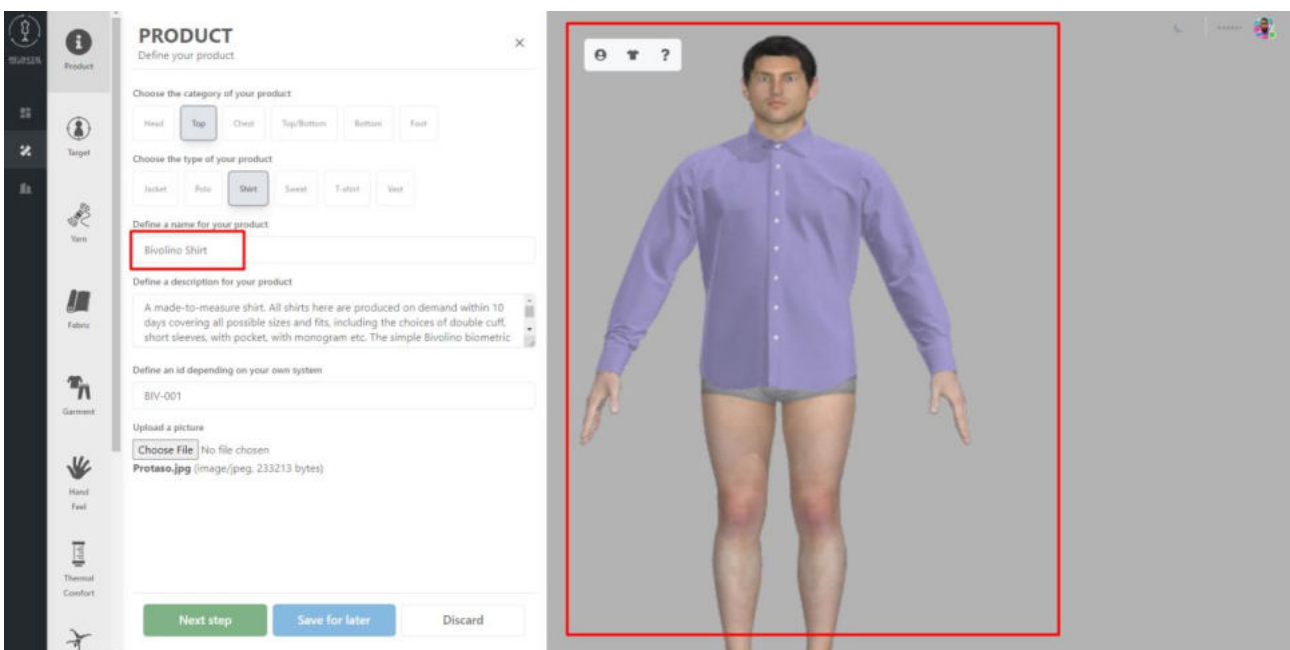 Product
Target
Yarn
Fabric
Garment
Hand
Feel
Thermal
Comfort
PRODUCT
Define your product
×
Choose the category of your product
Head Top Chest Top/Bottom Bottom Foot
Choose the type of your product
Jacket Polo Shirt Sweat T-shirt Vest
Define a name for your product
Bivolino Shirt
Define a description for your product
A made-to-measure shirt. All shirts here are produced on demand within 10
days covering all possible sizes and fits, including the choices of double cuff,
short sleeves, with pocket, with monogram etc. The simple Bivolino biometric
Define an id depending on your own system
BIV-001
Upload a picture
Choose File No file chosen
Protaso.jpg (image/jpeg, 233213 bytes)
Next step Save for later Discard
?